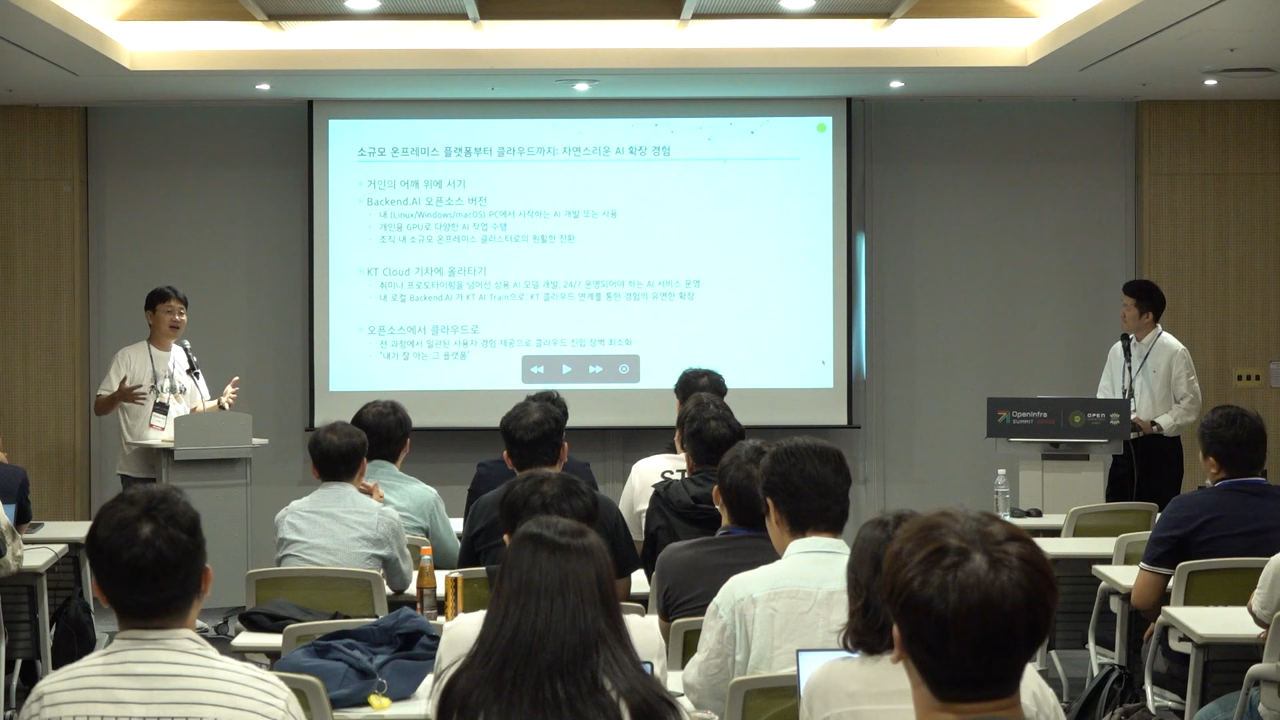 소규모 온프레미스 플랫폼부터 클라우드까지: 자연스러운 AI 확장 경험
거인의 어깨 위에 서기
Backend.AI 오픈소스 버전
내 (Linux/Windows/macOS) PC에서 시작하는 AI 개발 또는 사용
개인용 GPU로 다양한 AI 작업 수행
조직 내 소규모 온프레미스 클러스터로의 원활한 전환
KT Cloud 기차에 올라타기
취미나 프로토타이핑을 넘어선 상용 AI 모델 개발, 24/7 운영되어야 하는 AI 서비스 운영
내 로컬 Backend.AI 가 KT AI Train으로: KT 클라우드 연계를 통한 경험의 유연한 확장
오픈소스에서 클라우드로
전 과정에서 일관된 사용자 경험 제공으로 클라우드 진입 장벽 최소화
"내가 잘 아는 그 플랫폼"
OpenInfra
SUMMIT
OPEN
ST